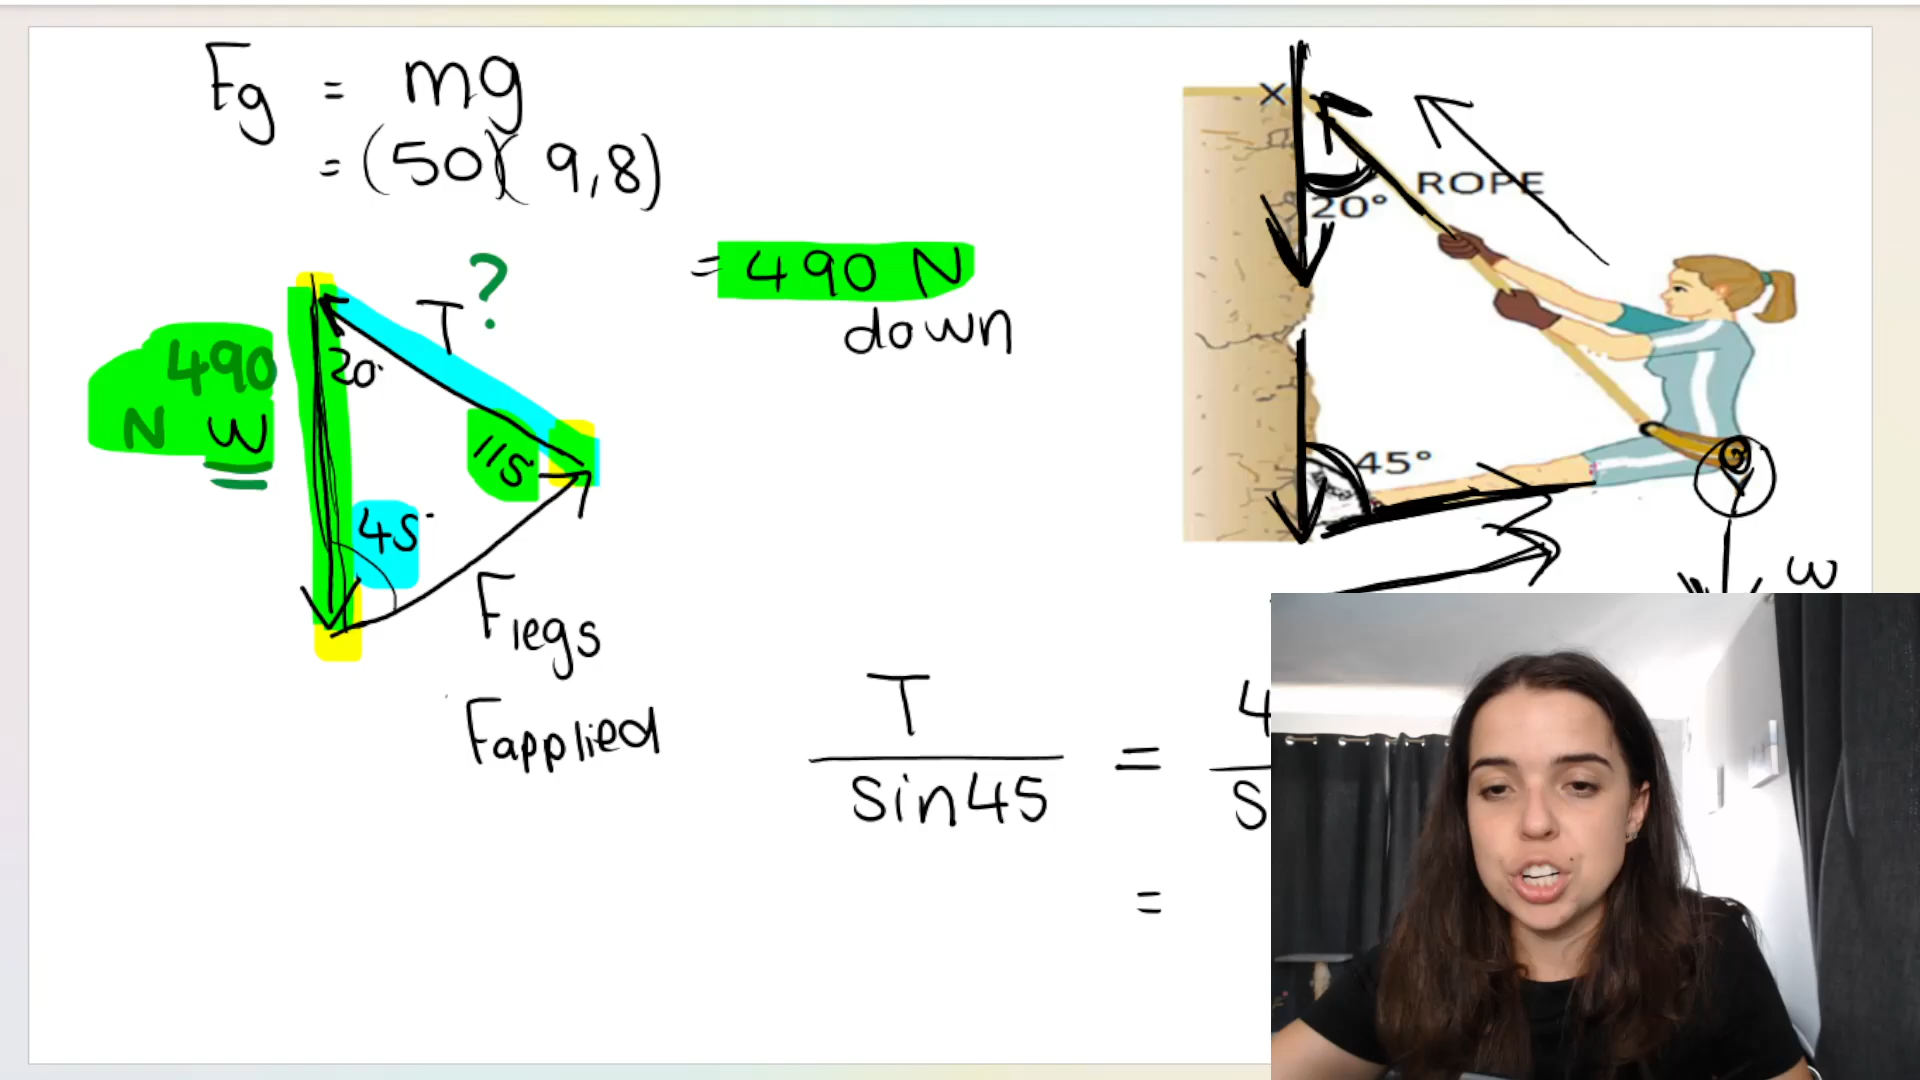 Fg = mg
= (50)(9,8)
= 490 N
down
T ?
490
N W
20°
115
45°
Flegs
Fapplied
T / sin45 = 4
s
=
X
ROPE
20°
45°
W